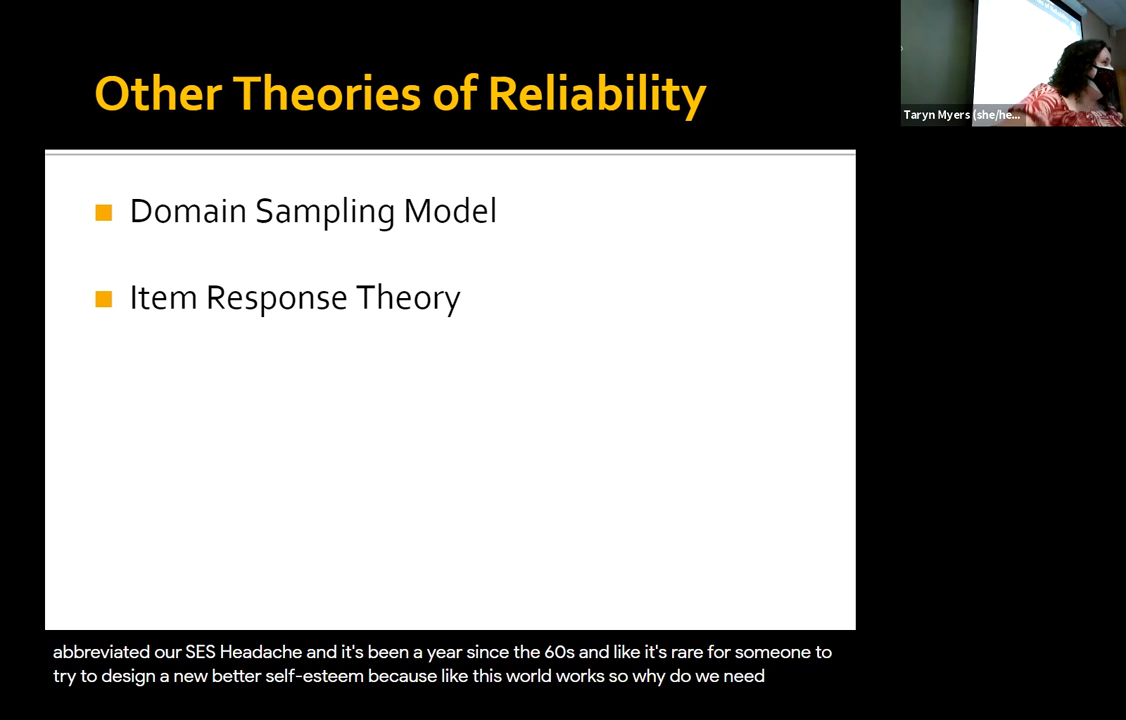 Other Theories of Reliability
Taryn Myers (she/he...
Domain Sampling Model
Item Response Theory
abbreviated our SES Headache and it's been a year since the 60s and like it's rare for someone to
try to design a new better self-esteem because like this world works so why do we need